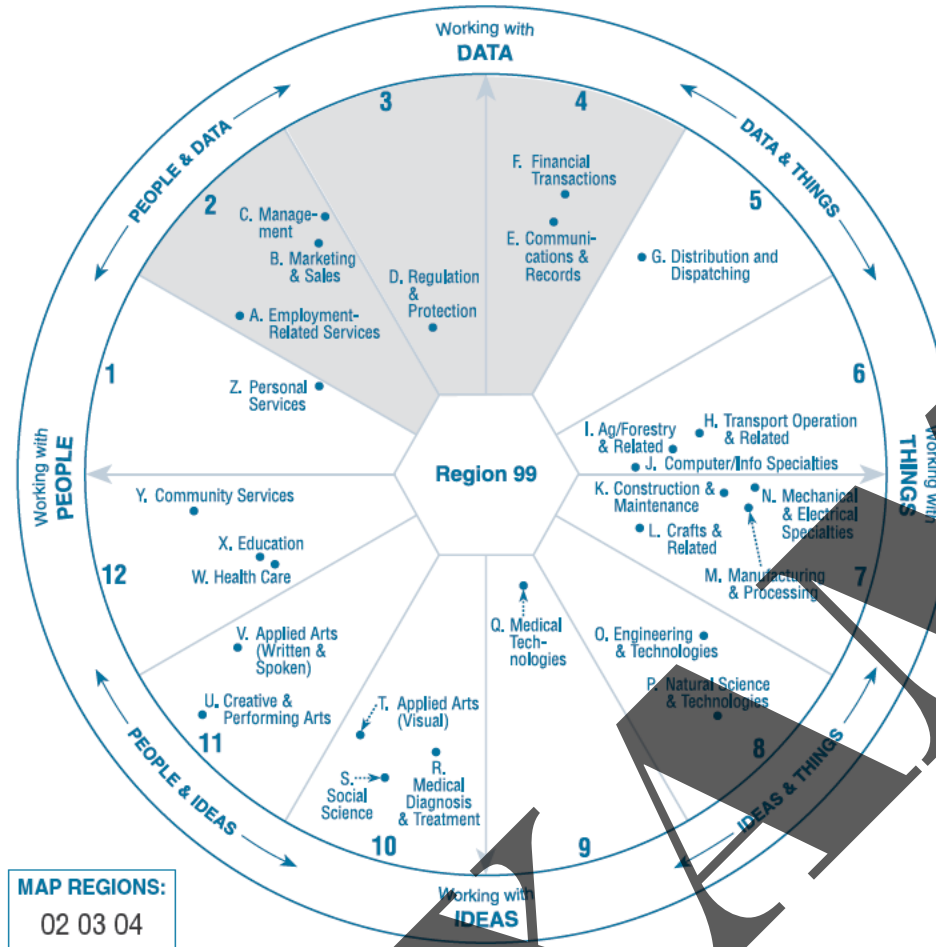 Working with
DATA
PEOPLE & DATA
DATA & THINGS
3
4
2
5
F. Financial
Transactions
C. Manage-
ment
B. Marketing
& Sales
E. Communi-
cations &
Records
G. Distribution and
Dispatching
D. Regulation
&
Protection
A. Employment-
Related Services
1
6
Z. Personal
Services
I. Ag/Forestry
& Related
H. Transport Operation
& Related
J. Computer/Info Specialties
Working with
PEOPLE
Region 99
Working with
THINGS
Y. Community Services
K. Construction &
Maintenance
N. Mechanical
& Electrical
Specialties
X. Education
W. Health Care
L. Crafts &
Related
M. Manufacturing
& Processing
12
7
V. Applied Arts
(Written &
Spoken)
Q. Medical
Tech-
nologies
O. Engineering
& Technologies
U. Creative &
Performing Arts
T. Applied Arts
(Visual)
P. Natural Science
& Technologies
11
8
S.
Social
Science
R.
Medical
Diagnosis
& Treatment
PEOPLE & IDEAS
IDEAS & THINGS
10
9
Working with
IDEAS
MAP REGIONS:
02 03 04